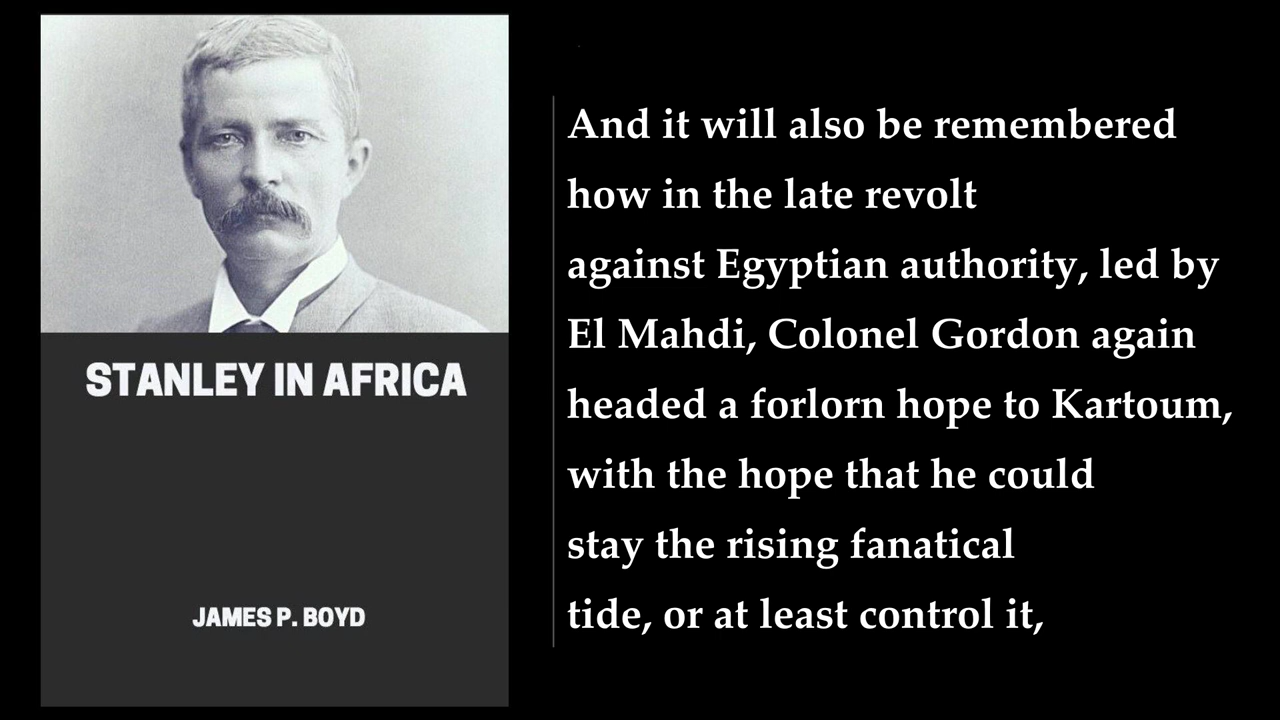 STANLEY IN AFRICA
JAMES P. BOYD
And it will also be remembered
how in the late revolt
against Egyptian authority, led by
El Mahdi, Colonel Gordon again
headed a forlorn hope to Kartoum,
with the hope that he could
stay the rising fanatical
tide, or at least control it,